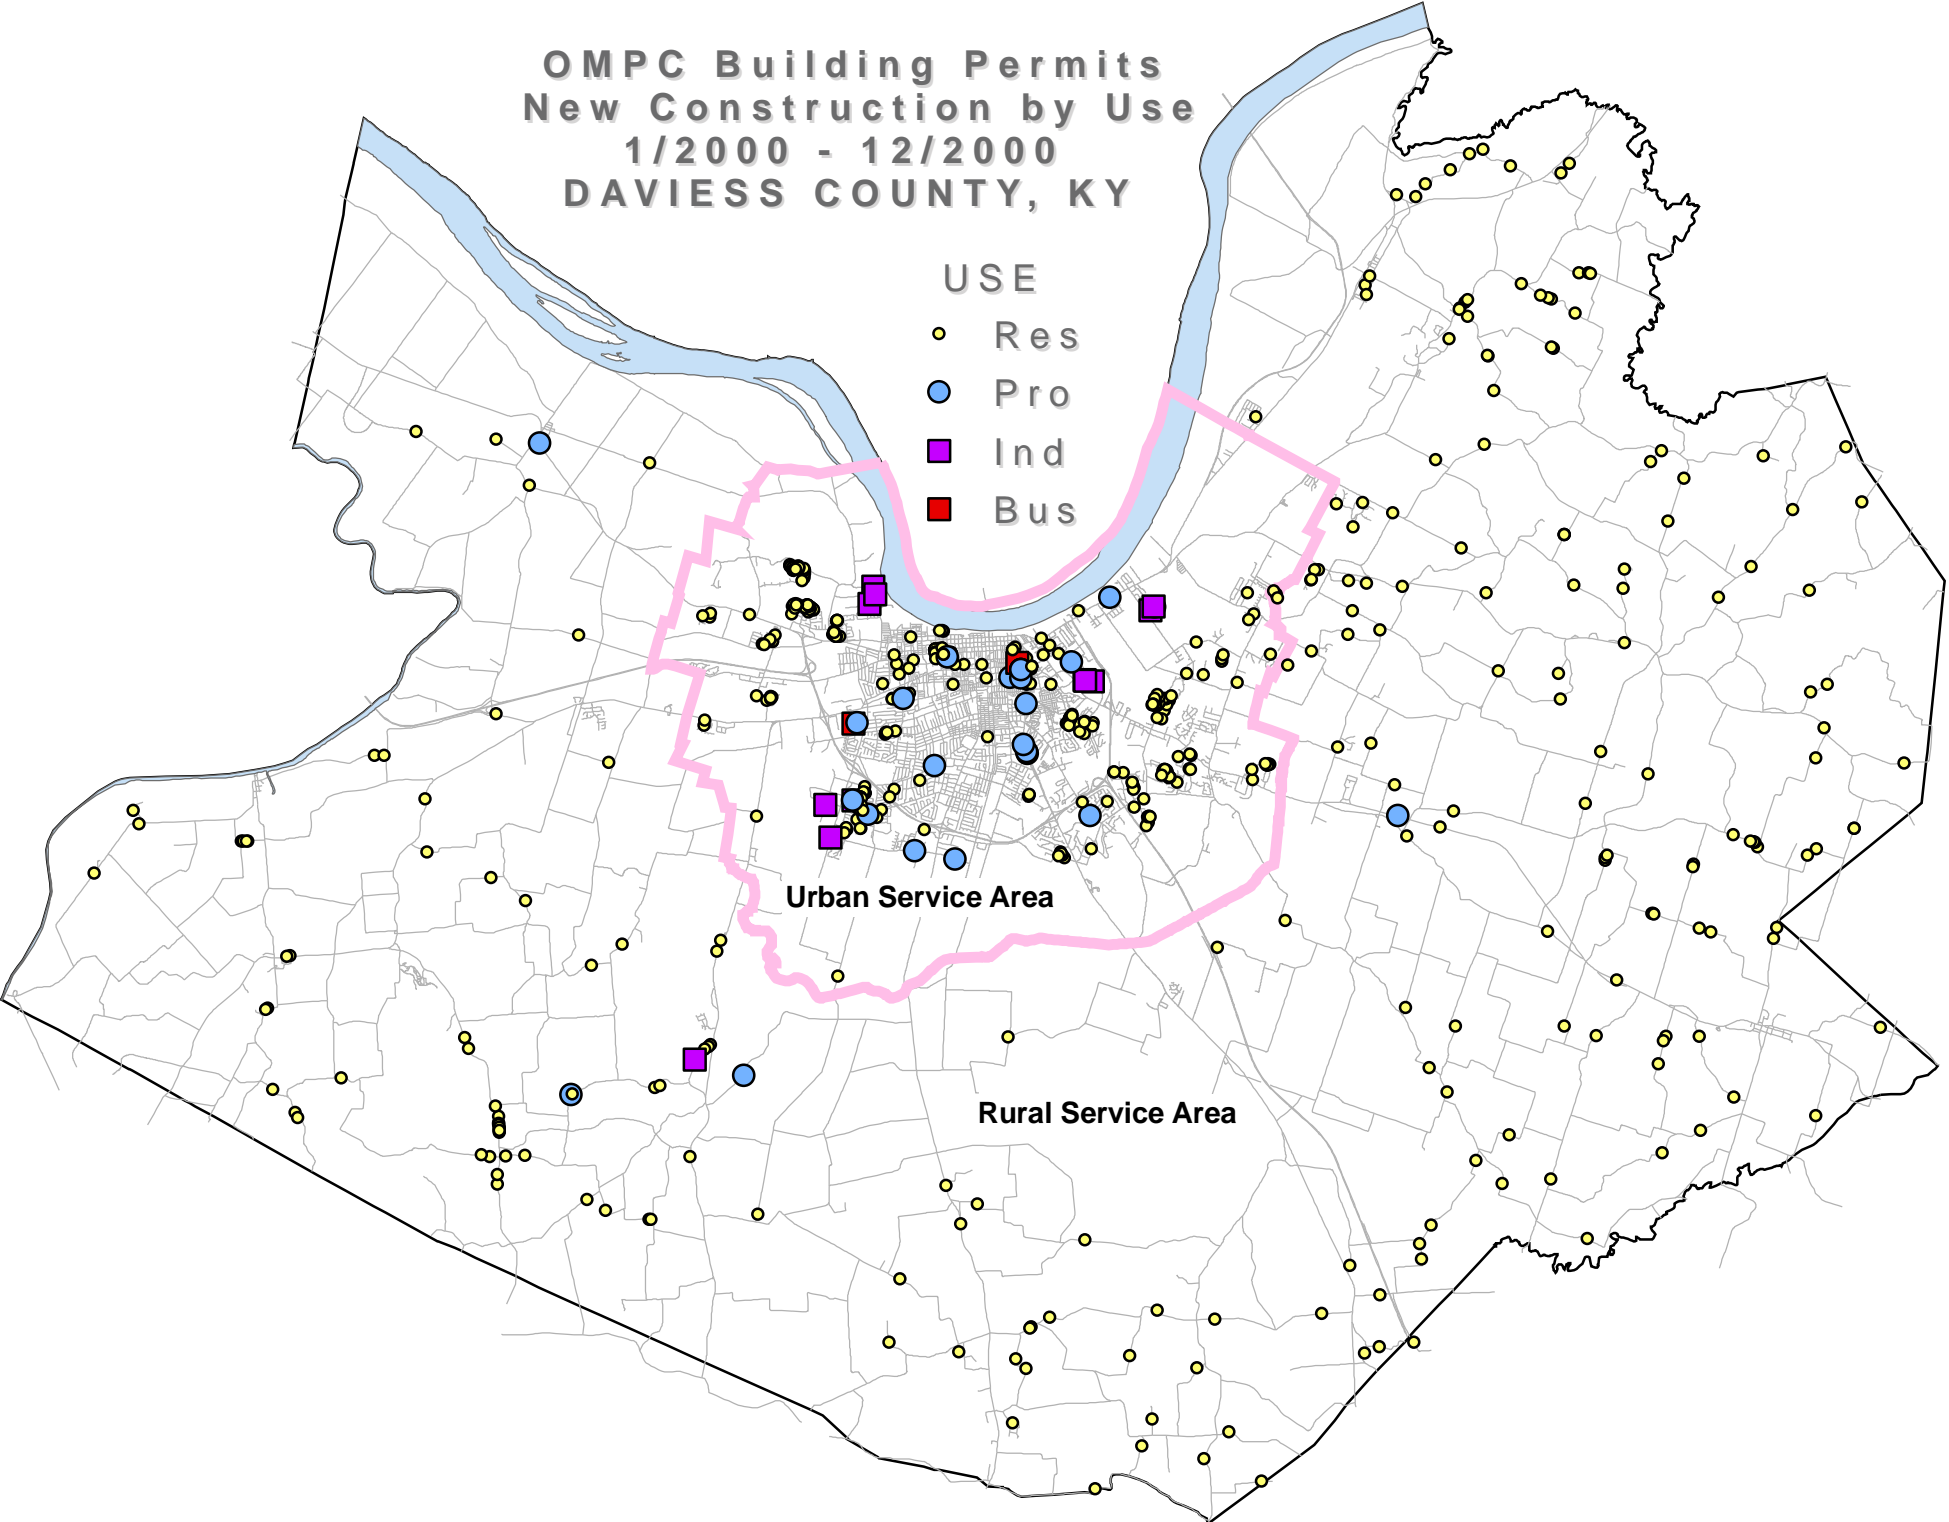 OMPC Building Permits
New Construction by Use
1/2000 - 12/2000
DAVIESS COUNTY, KY
USE
Res
Pro
Ind
Bus
Urban Service Area
Rural Service Area